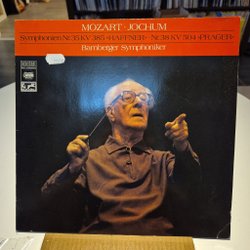 MOZART · JOCHUM
Symphonien Nr. 35 KV 385 »HAFFNER« · Nr. 38 KV 504 »PRAGER«
Bamberger Symphoniker